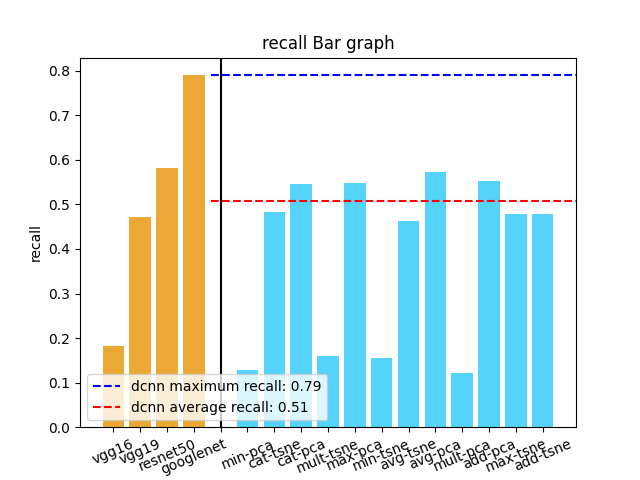 recall Bar graph
recall
0.8
0.7
0.6
0.5
0.4
0.3
0.2
0.1
0.0
dcnn maximum recall: 0.79
dcnn average recall: 0.51
vgg16
vgg19
resnet50
googlenet
min-pca
cat-tsne
cat-pca
mult-tsne
max-pca
min-tsne
avg-tsne
avg-pca
mult-pca
add-pca
max-tsne
add-tsne